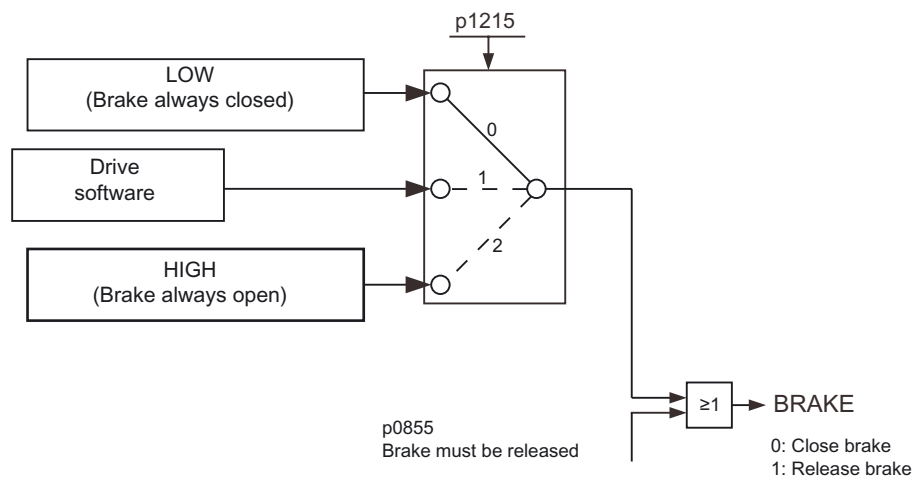 p1215
LOW
(Brake always closed)
0
Drive
software
1
2
HIGH
(Brake always open)
≥1
BRAKE
p0855
Brake must be released
0: Close brake
1: Release brake